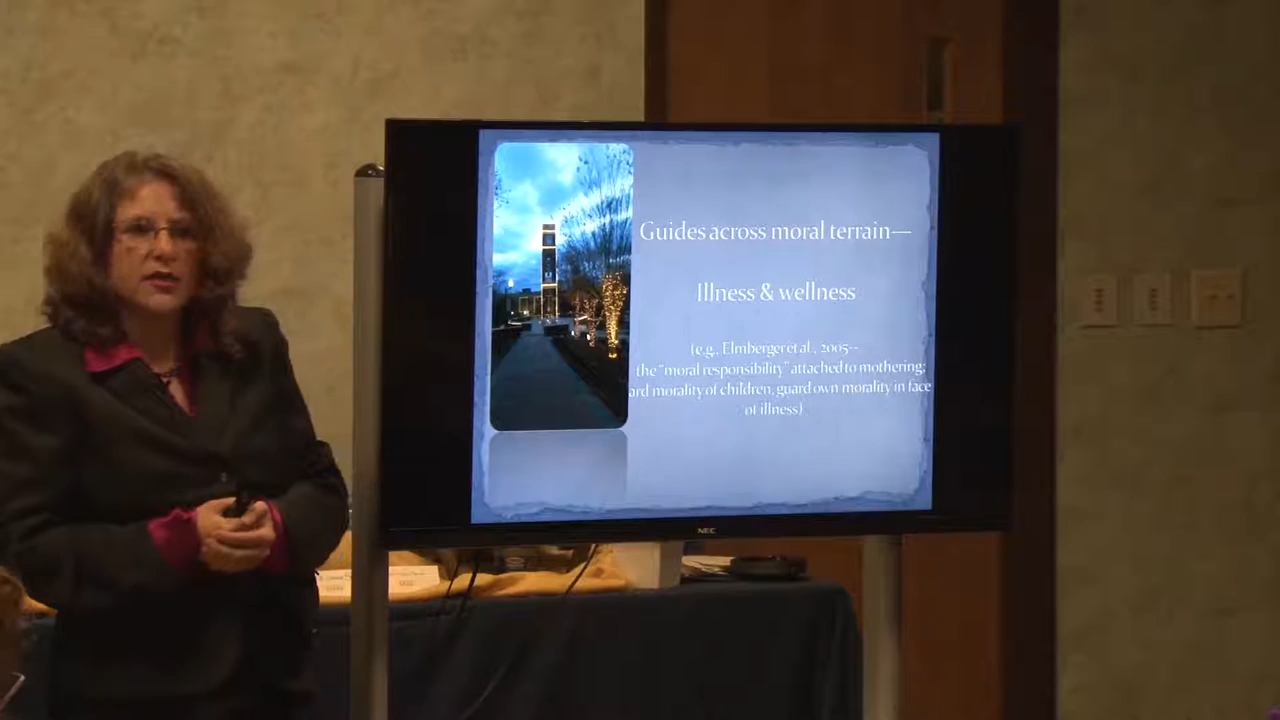 Guides across moral terrain—
Illness & wellness
(e.g., Elmberger et al., 2005--
the "moral responsibility" attached to mothering;
ard morality of children, guard own morality in face
of illness)
NEC